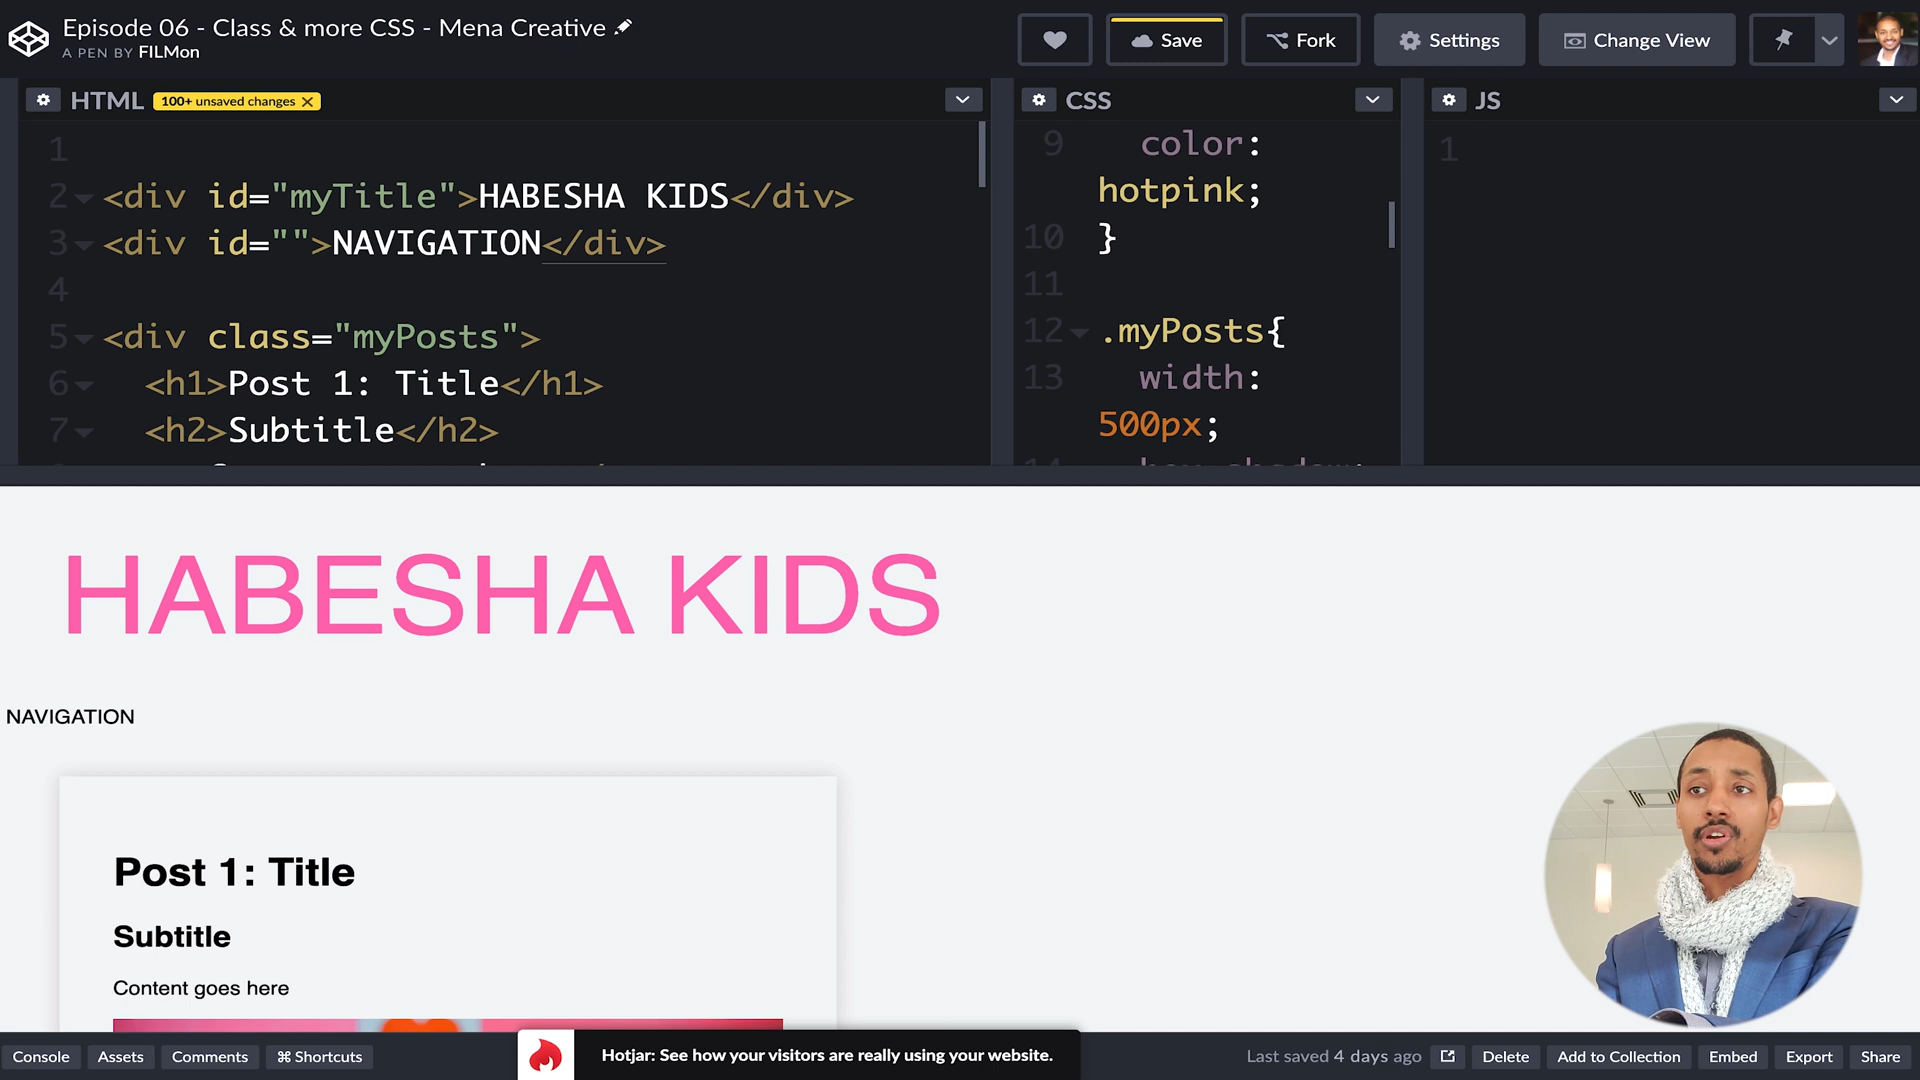 Episode 06 - Class & more CSS - Mena Creative
A PEN BY FILMon
Save
Fork
Settings
Change View
HTML
100+ unsaved changes
1
2 <div id="myTitle">HABESHA KIDS</div>
3 <div id="">NAVIGATION</div>
4
5 <div class="myPosts">
6 <h1>Post 1: Title</h1>
7 <h2>Subtitle</h2>
CSS
9 color:
hotpink;
10 }
11
12 .myPosts{
13 width:
500px;
JS
1
HABESHA KIDS
NAVIGATION
Post 1: Title
Subtitle
Content goes here
Console
Assets
Comments
⌘ Shortcuts
Hotjar: See how your visitors are really using your website.
Last saved 4 days ago
Delete
Add to Collection
Embed
Export
Share